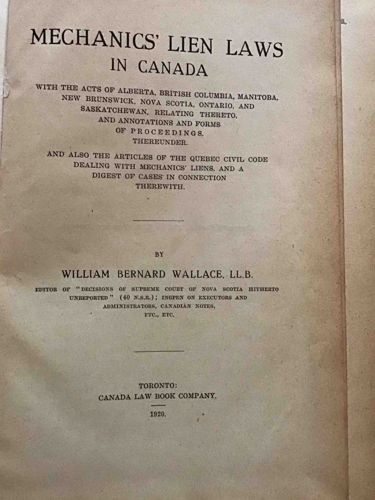 MECHANICS' LIEN LAWS
IN CANADA
WITH THE ACTS OF ALBERTA, BRITISH COLUMBIA, MANITOBA,
NEW BRUNSWICK, NOVA SCOTIA, ONTARIO, AND
SASKATCHEWAN, RELATING THERETO,
AND ANNOTATIONS AND FORMS
OF PROCEEDINGS,
THEREUNDER
AND ALSO THE ARTICLES OF THE QUEBEC CIVIL CODE
DEALING WITH MECHANICS' LIENS, AND A
DIGEST OF CASES IN CONNECTION
THEREWITH.
BY
WILLIAM BERNARD WALLACE, LL.B.
EDITOR OF "DECISIONS OF SUPREME COURT OF NOVA SCOTIA HITHERTO
UNREPORTED" (40 N.S.R.); INGPEN ON EXECUTORS AND
ADMINISTRATORS, CANADIAN NOTES,
ETC., ETC.
TORONTO:
CANADA LAW BOOK COMPANY,
1920.